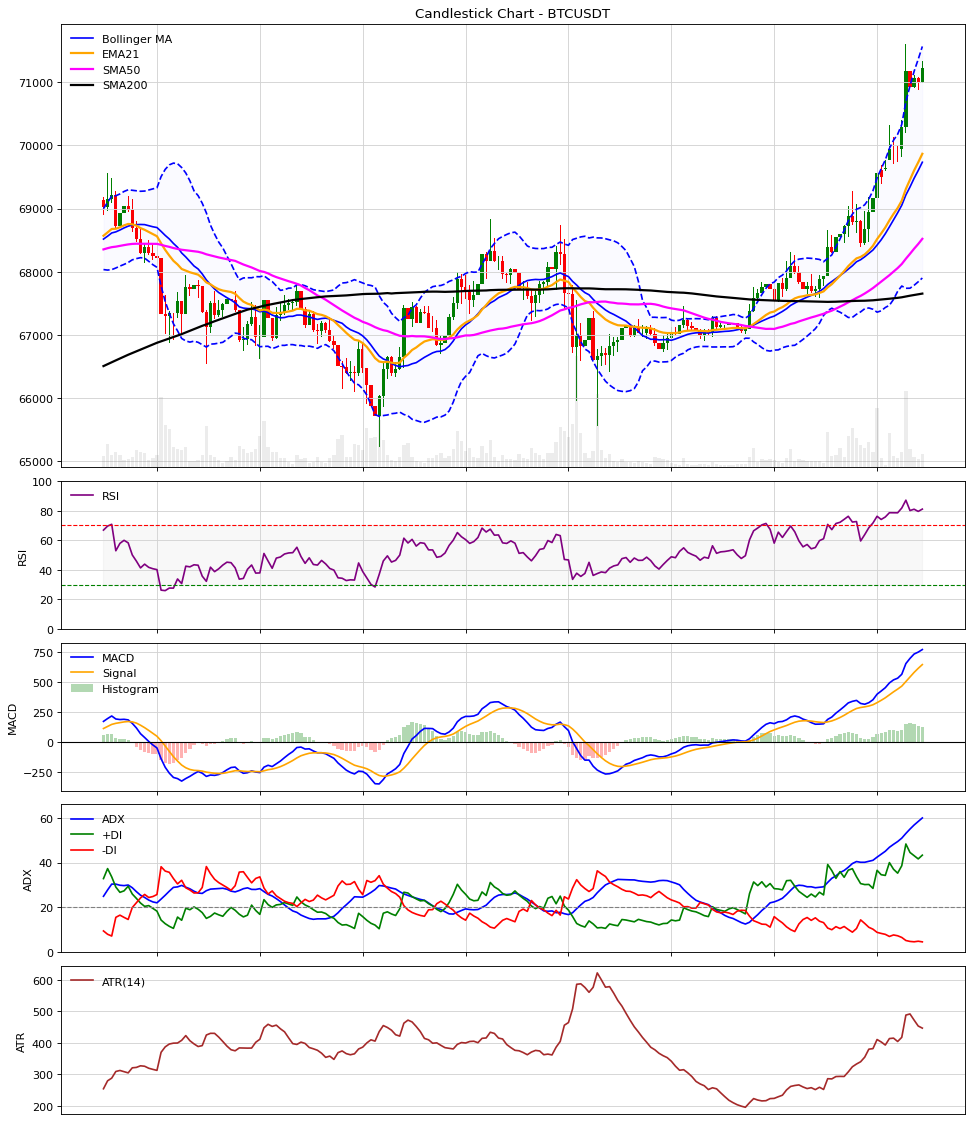 Candlestick Chart - BTCUSDT
Bollinger MA
EMA21
SMA50
SMA200
71000
70000
69000
68000
67000
66000
65000
RSI
RSI
100
80
60
40
20
0
MACD
Signal
Histogram
MACD
750
500
250
0
−250
ADX
+DI
-DI
ADX
60
40
20
0
ATR(14)
ATR
600
500
400
300
200